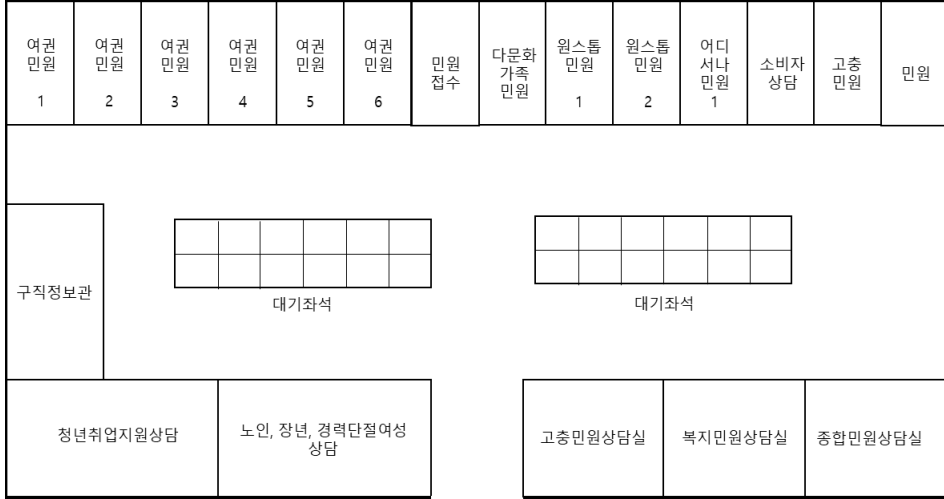 여권
민원
1
여권
민원
2
여권
민원
3
여권
민원
4
여권
민원
5
여권
민원
6
민원
접수
다문화
가족
민원
원스톱
민원
1
원스톱
민원
2
어디
서나
민원
1
소비자
상담
고충
민원
민원
구직정보관
대기좌석
대기좌석
청년취업지원상담
노인, 장년, 경력단절여성
상담
고충민원상담실
복지민원상담실
종합민원상담실